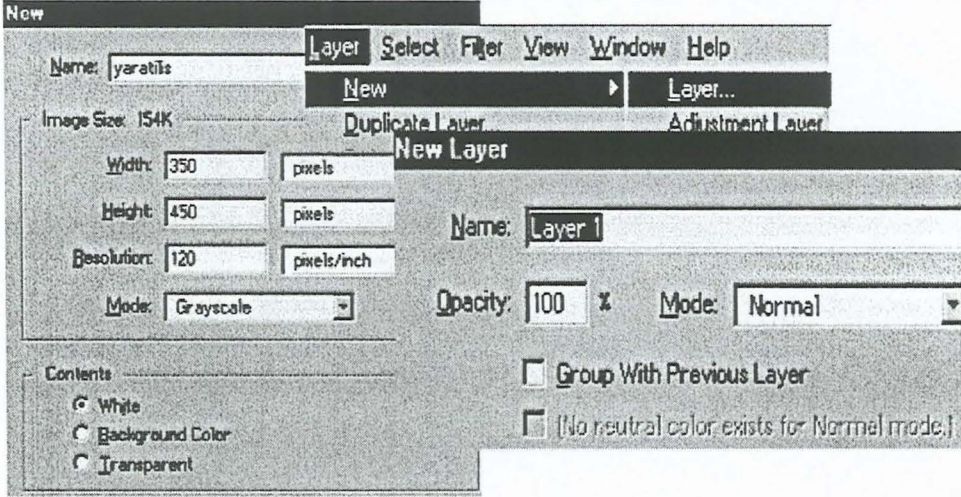 New
Name: yaratilis
Image Size: 154K
Width: 350 pixels
Height: 450 pixels
Resolution: 120 pixels/inch
Mode: Grayscale
Contents
White
Background Color
Transparent
Layer Select Filter View Window Help
New Layer...
Duplicate Layer... Adjustment Layer
New Layer
Name: Layer 1
Opacity: 100 % Mode: Normal
Group With Previous Layer
(No neutral color exists for Normal mode.)